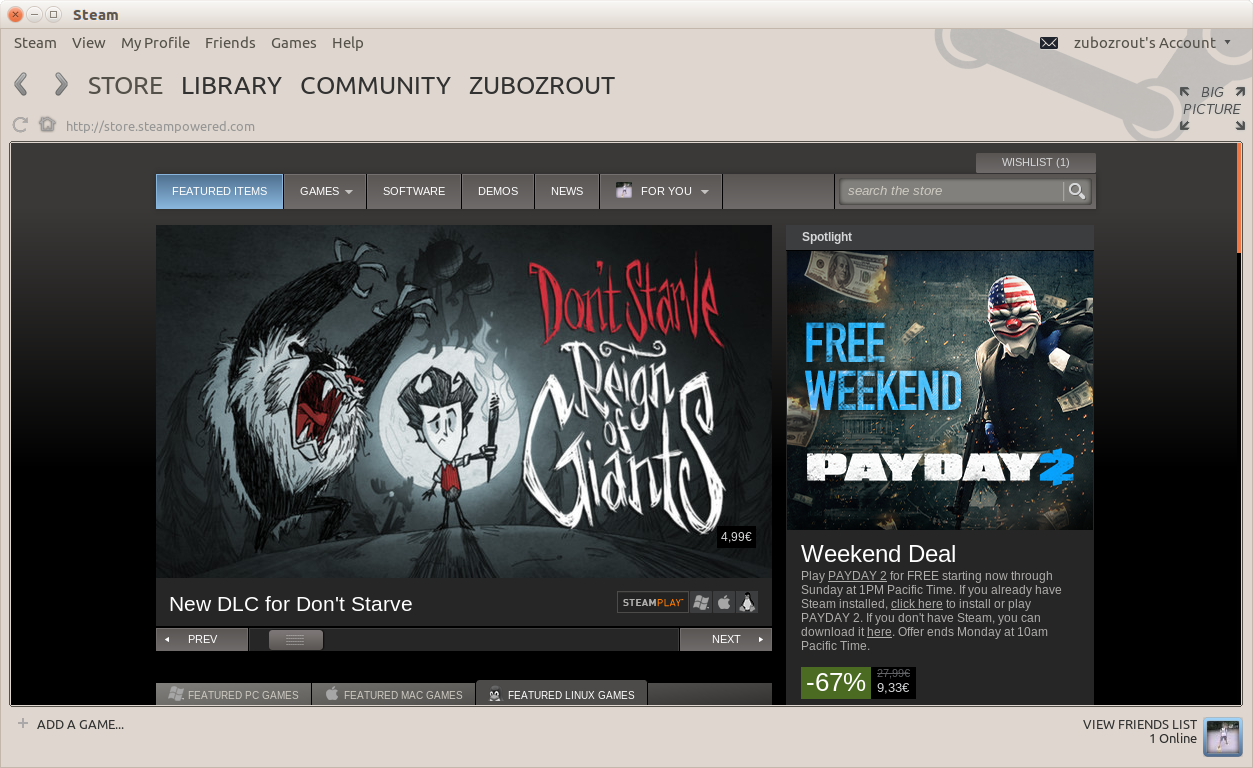 Steam
Steam View My Profile Friends Games Help
zubozrout's Account
STORE LIBRARY COMMUNITY ZUBOZROUT
BIG
PICTURE
http://store.steampowered.com
WISHLIST (1)
FEATURED ITEMS GAMES SOFTWARE DEMOS NEWS FOR YOU
search the store
Don't Starve
Reign
of
Giants
4,99€
New DLC for Don't Starve
STEAMPLAY™
PREV
NEXT
Spotlight
FREE
WEEKEND
PAYDAY 2
Weekend Deal
Play PAYDAY 2 for FREE starting now through
Sunday at 1PM Pacific Time. If you already have
Steam installed, click here to install or play
PAYDAY 2. If you don't have Steam, you can
download it here. Offer ends Monday at 10am
Pacific Time.
-67%
27,99€
9,33€
FEATURED PC GAMES FEATURED MAC GAMES FEATURED LINUX GAMES
ADD A GAME...
VIEW FRIENDS LIST
1 Online